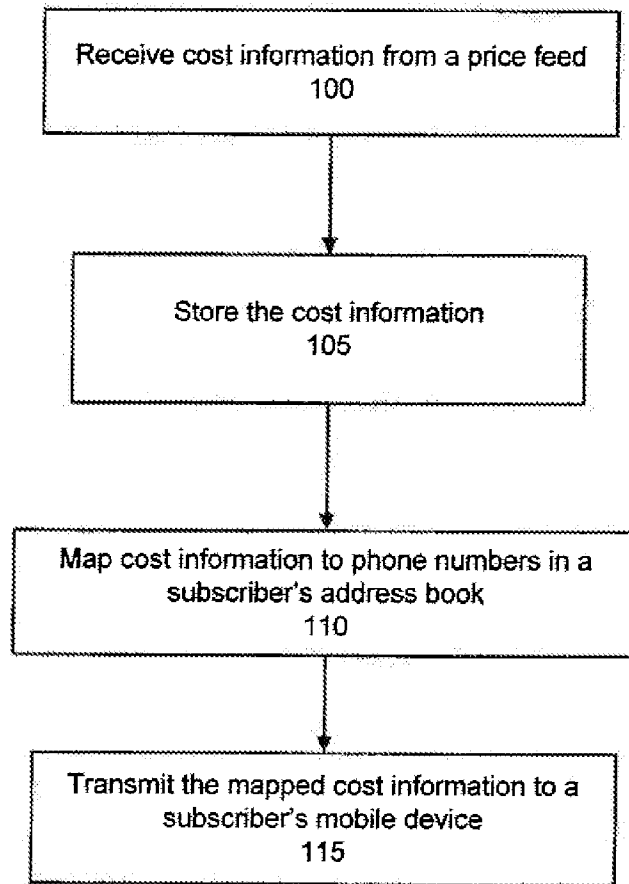 Receive cost information from a price feed
100
Store the cost information
105
Map cost information to phone numbers in a
subscriber's address book
110
Transmit the mapped cost information to a
subscriber's mobile device
115